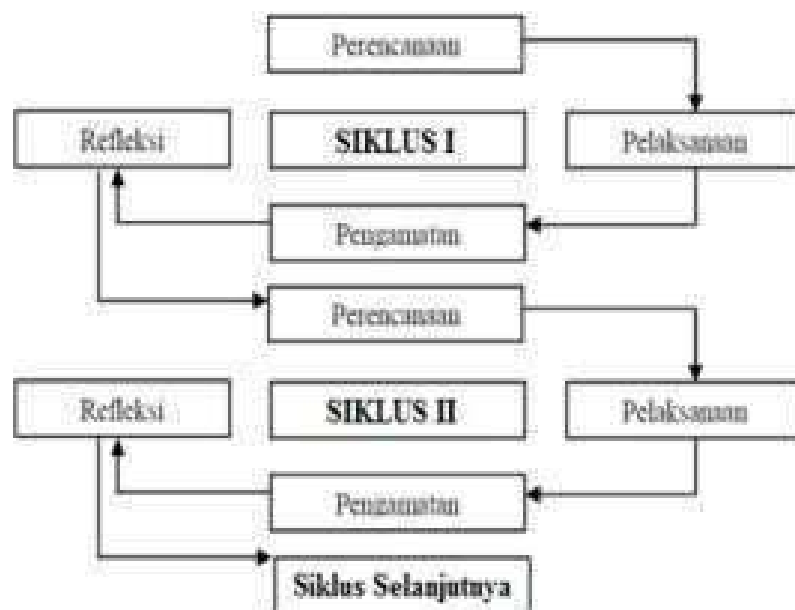 Perencanaan
Refleksi
SIKLUS I
Pelaksanaan
Pengamatan
Perencanaan
Refleksi
SIKLUS II
Pelaksanaan
Pengamatan
Siklus Selanjutnya